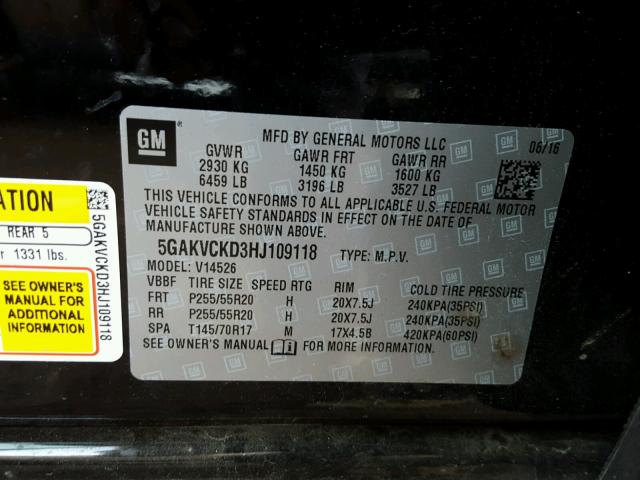 GM
MFD BY GENERAL MOTORS LLC 06/16
GVWR GAWR FRT GAWR RR
2930 KG 1450 KG 1600 KG
6459 LB 3196 LB 3527 LB
THIS VEHICLE CONFORMS TO ALL APPLICABLE U.S. FEDERAL MOTOR
VEHICLE SAFETY STANDARDS IN EFFECT ON THE DATE OF
MANUFACTURE SHOWN ABOVE.
5GAKVCKD3HJ109118 TYPE: M.P.V.
MODEL: V14526
VBBF TIRE SIZE SPEED RTG RIM COLD TIRE PRESSURE
FRT P255/55R20 H 20X7.5J 240KPA(35PSI)
RR P255/55R20 H 20X7.5J 240KPA(35PSI)
SPA T145/70R17 M 17X4.5B 420KPA(60PSI)
SEE OWNER'S MANUAL FOR MORE INFORMATION.
ATION
REAR 5
r 1331 lbs.
SEE OWNER'S
MANUAL FOR
ADDITIONAL
INFORMATION
5GAKVCKD3HJ109118